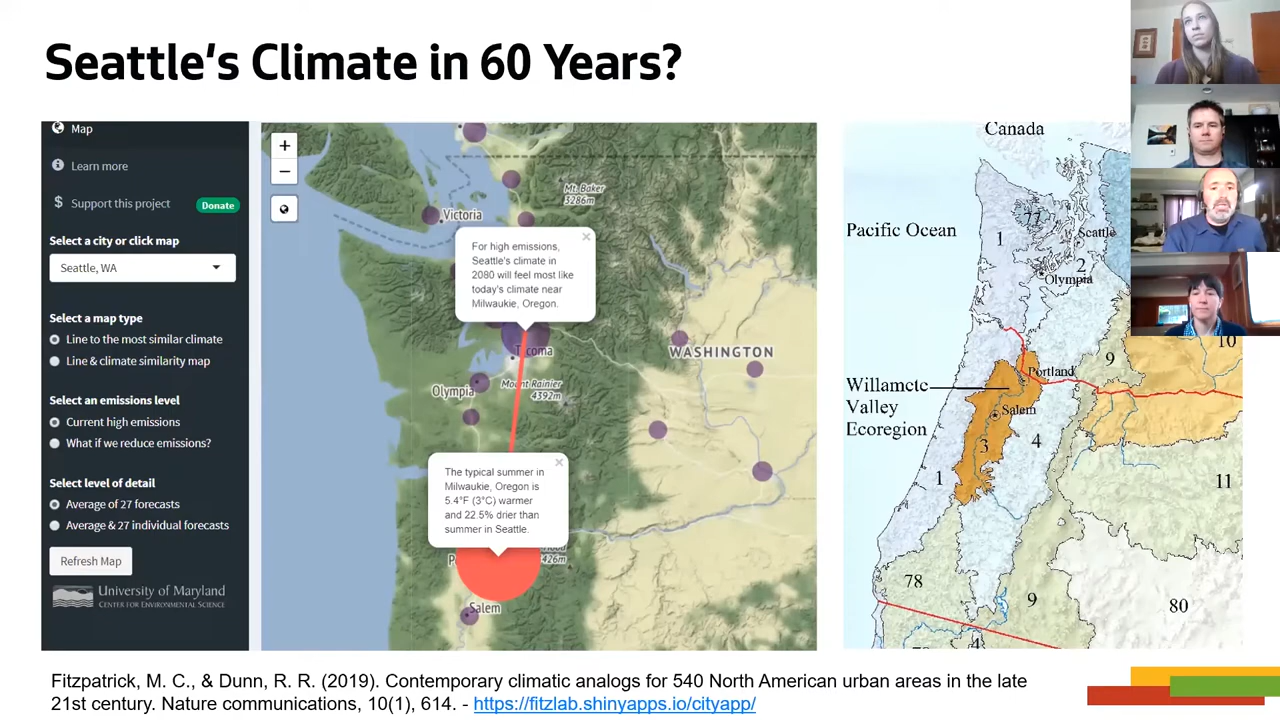 Seattle's Climate in 60 Years?
Map
Learn more
$ Support this project
Donate
Select a city or click map
Seattle, WA
Select a map type
Line to the most similar climate
Line & climate similarity map
Select an emissions level
Current high emissions
What if we reduce emissions?
Select level of detail
Average of 27 forecasts
Average & 27 individual forecasts
Refresh Map
University of Maryland
CENTER FOR ENVIRONMENTAL SCIENCE
+
−
Mt. Baker
3286m
Victoria
×
For high emissions,
Seattle's climate in
2080 will feel most like
today's climate near
Milwaukie, Oregon.
Tacoma
WASHINGTON
Olympia
Mount Rainier
4392m
×
The typical summer in
Milwaukie, Oregon is
5.4°F (3°C) warmer
and 22.5% drier than
summer in Seattle.
P
426m
Salem
Canada
77
Pacific Ocean
1
Seattle
2
Olympia
10
9
Portland
Willamete
Valley
Ecoregion
Salem
3
4
1
11
78
9
80
4
Fitzpatrick, M. C., & Dunn, R. R. (2019). Contemporary climatic analogs for 540 North American urban areas in the late
21st century. Nature communications, 10(1), 614. - https://fitzlab.shinyapps.io/cityapp/